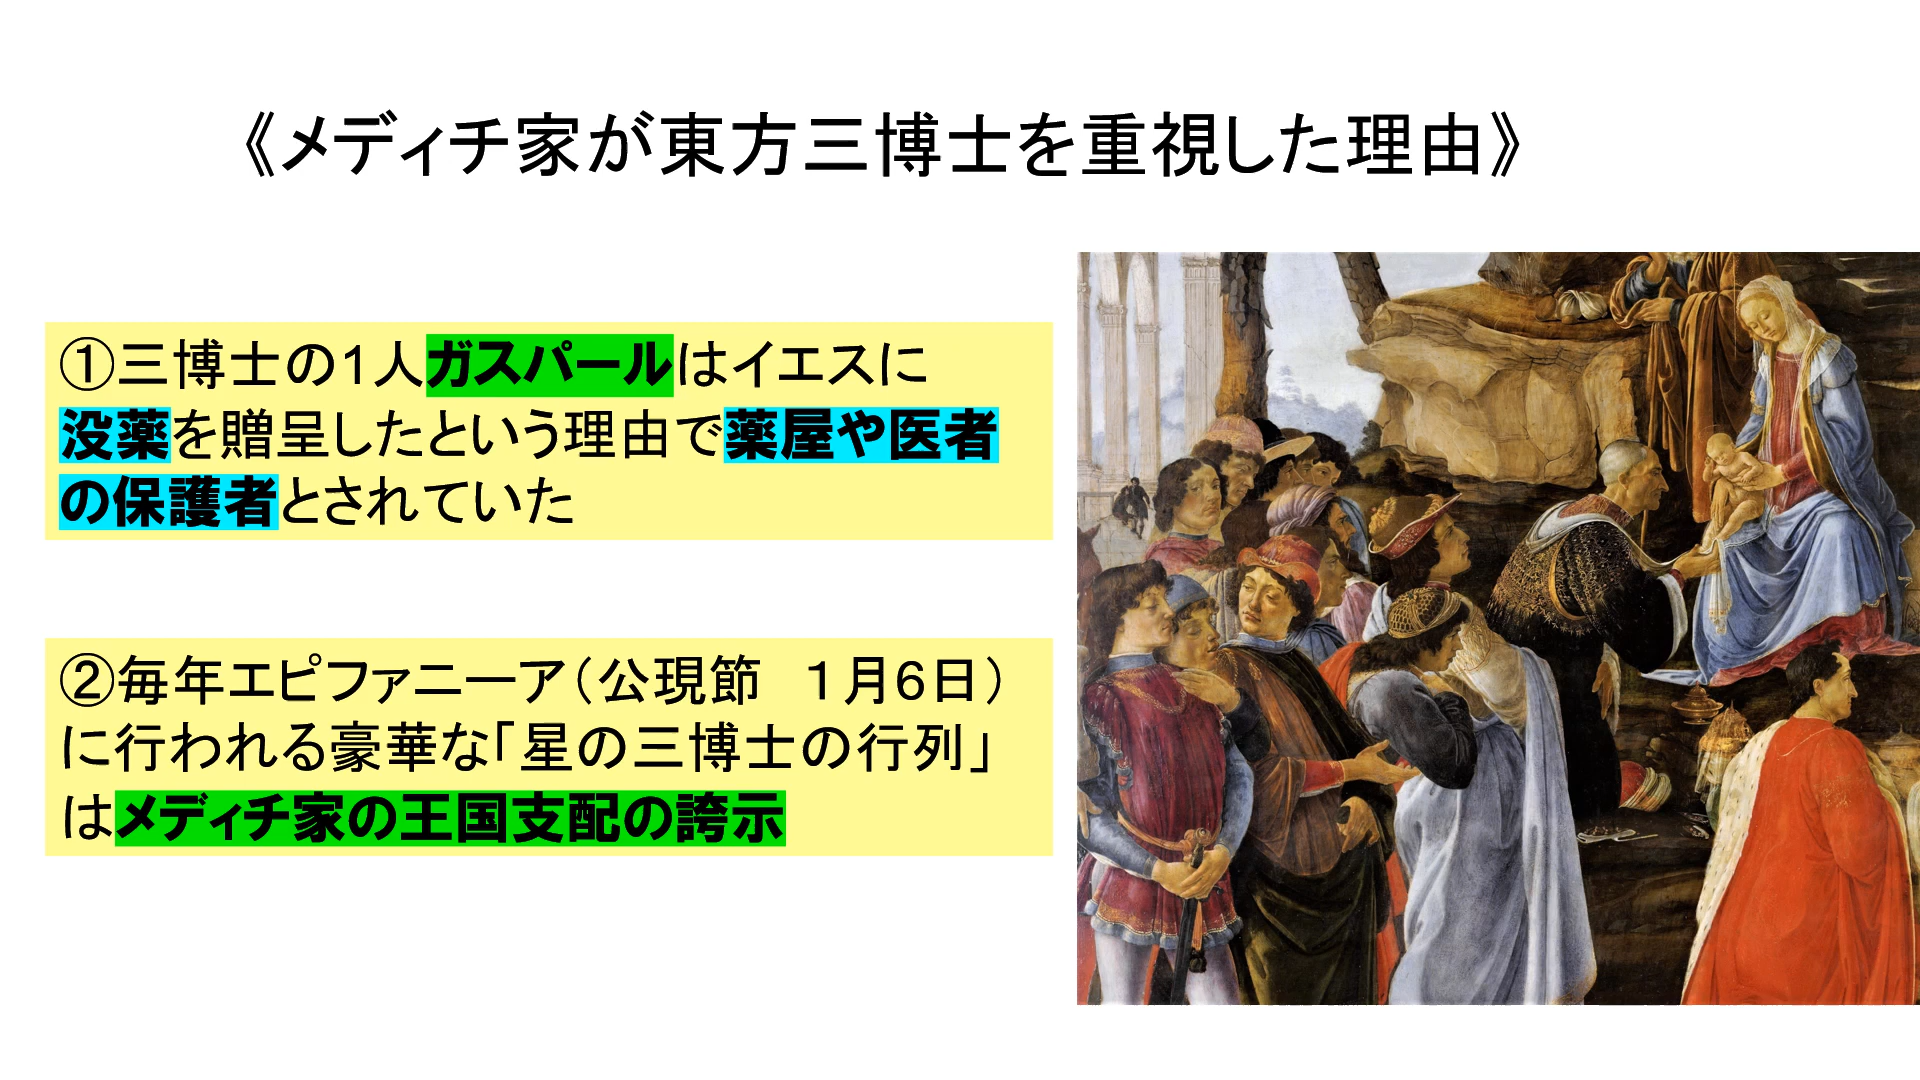 《メディチ家が東方三博士を重視した理由》
①三博士の1人ガスパールはイエスに
没薬を贈呈したという理由で薬屋や医者
の保護者とされていた
②毎年エピファニーア（公現節　１月6日）
に行われる豪華な「星の三博士の行列」
はメディチ家の王国支配の誇示